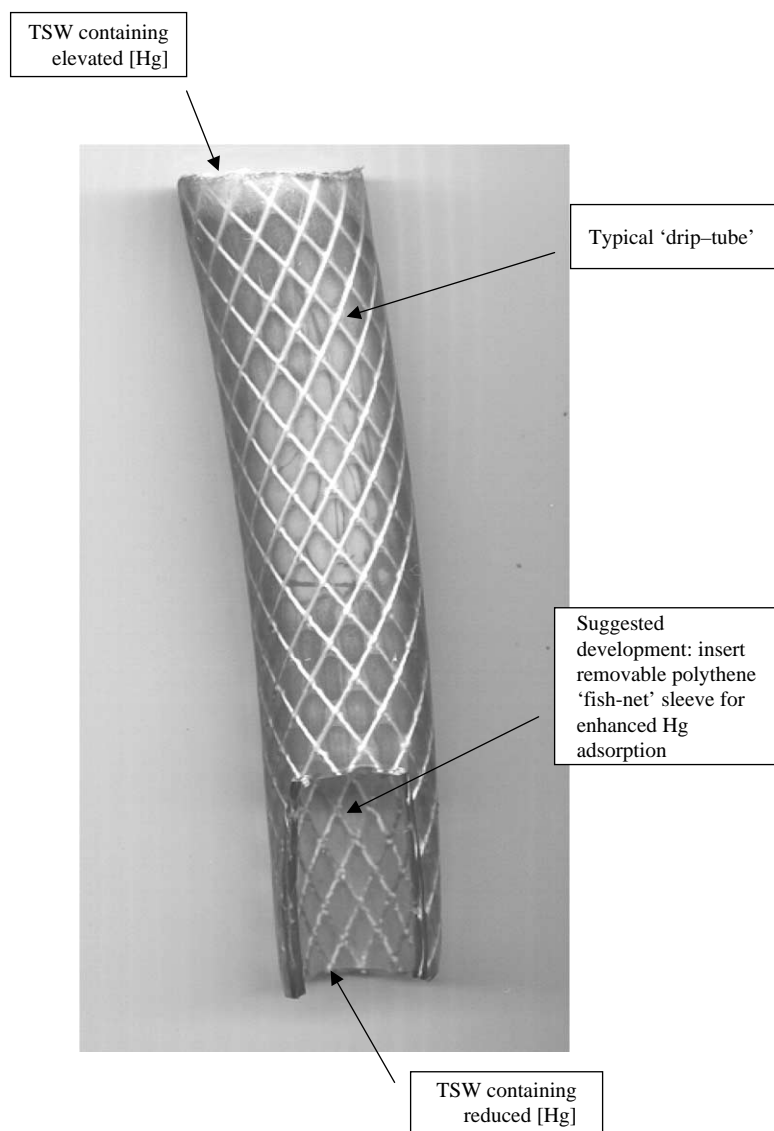 TSW containing
elevated [Hg]
Typical ‘drip–tube’
Suggested
development: insert
removable polythene
‘fish-net’ sleeve for
enhanced Hg
adsorption
TSW containing
reduced [Hg]